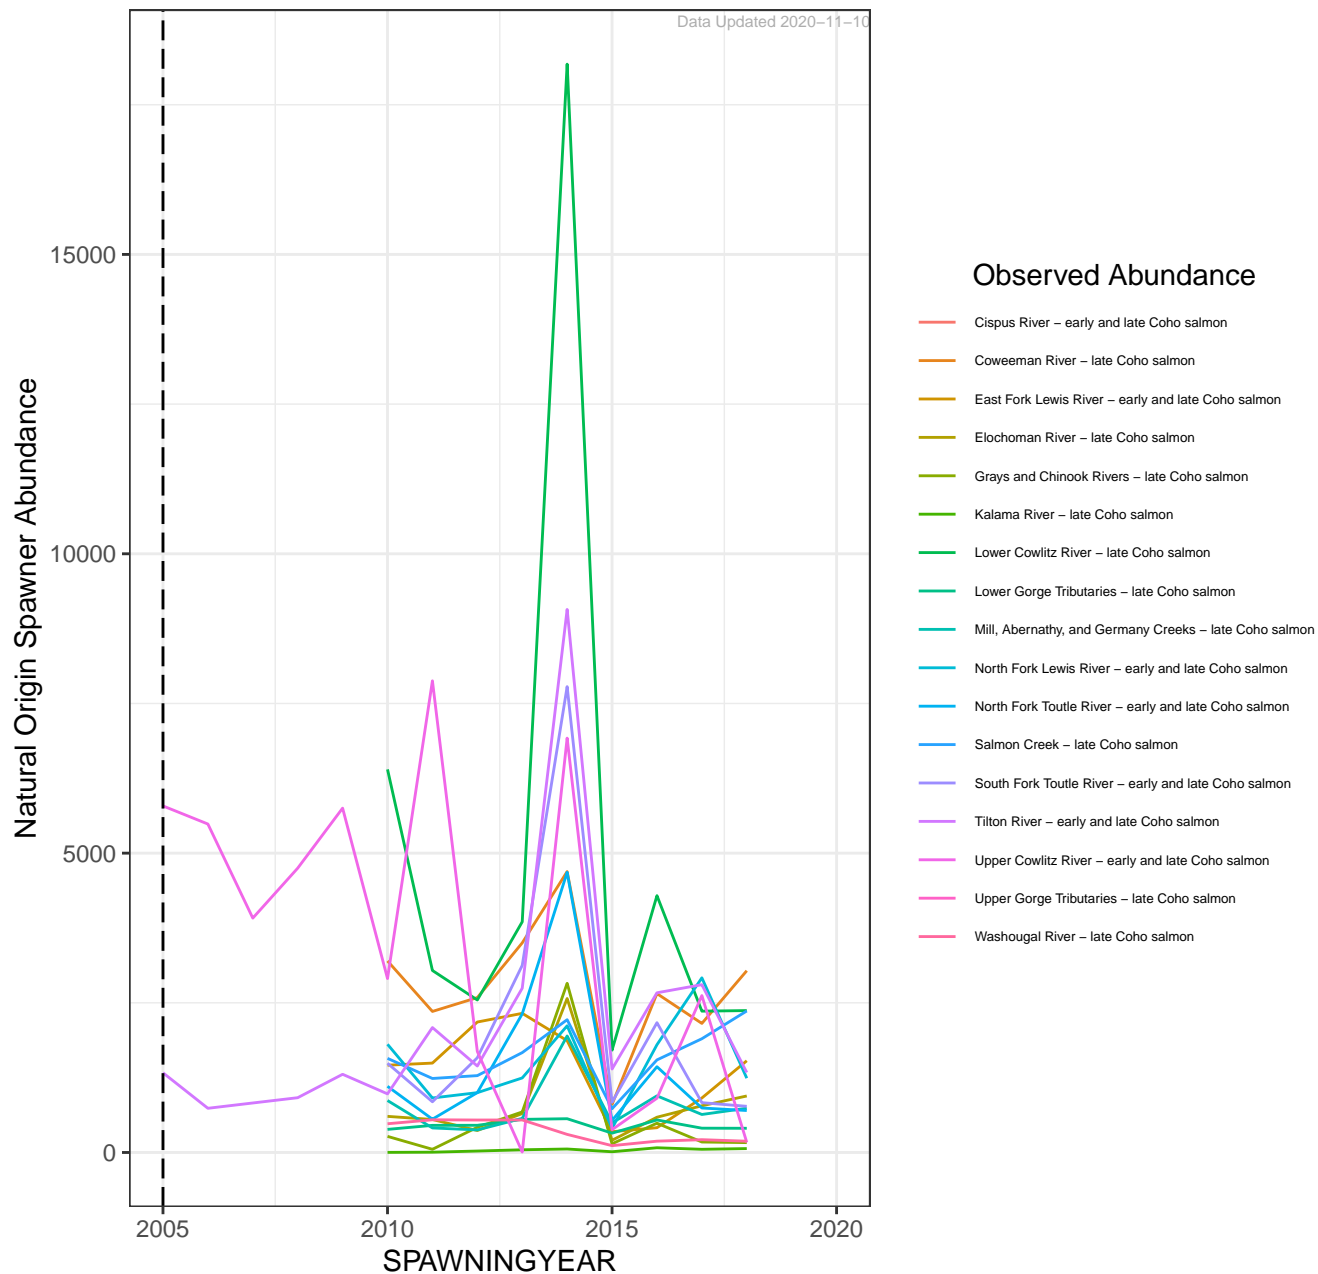 Data Updated 2020−11−10
15000
10000
5000
0
Natural Origin Spawner Abundance
2005
2010
2015
2020
SPAWNINGYEAR
Observed Abundance
Cispus River − early and late Coho salmon
Coweeman River − late Coho salmon
East Fork Lewis River − early and late Coho salmon
Elochoman River − late Coho salmon
Grays and Chinook Rivers − late Coho salmon
Kalama River − late Coho salmon
Lower Cowlitz River − late Coho salmon
Lower Gorge Tributaries − late Coho salmon
Mill, Abernathy, and Germany Creeks − late Coho salmon
North Fork Lewis River − early and late Coho salmon
North Fork Toutle River − early and late Coho salmon
Salmon Creek − late Coho salmon
South Fork Toutle River − early and late Coho salmon
Tilton River − early and late Coho salmon
Upper Cowlitz River − early and late Coho salmon
Upper Gorge Tributaries − late Coho salmon
Washougal River − late Coho salmon